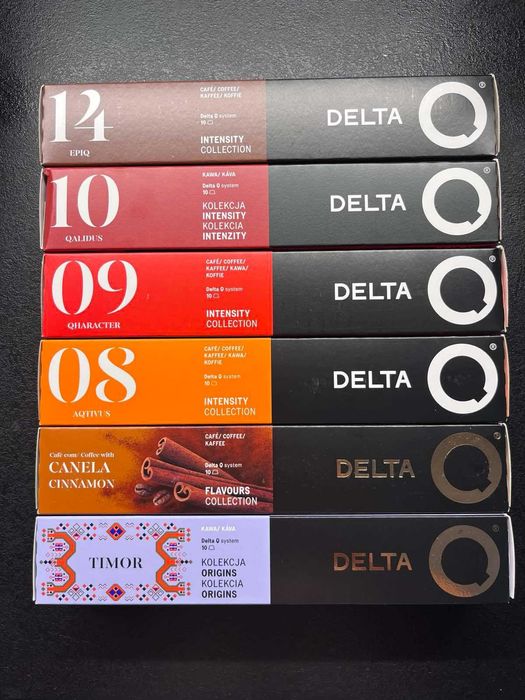 14
EPIQ
CAFÉ/ COFFEE/
KAFFEE/ KOFFIE
Delta Q system
10
INTENSITY
COLLECTION
DELTA Q®
10
QALIDUS
KAWA/ KÁVA
Delta Q system
10
KOLEKCJA
INTENSITY
KOLEKCIA
INTENZITY
DELTA Q®
09
QHARACTER
CAFÉ/ COFFEE/
KAFFEE/ KAWA/
KOFFIE
Delta Q system
10
INTENSITY
COLLECTION
DELTA Q®
08
AQTIVUS
CAFÉ/ COFFEE/
KAFFEE/ KAWA/
KOFFIE
Delta Q system
10
INTENSITY
COLLECTION
DELTA Q®
Café com/ Coffee with
CANELA
CINNAMON
CAFÉ/ COFFEE/
KAFFEE
Delta Q system
10
FLAVOURS
COLLECTION
DELTA Q®
TIMOR
KAWA/ KÁVA
Delta Q system
10
KOLEKCJA
ORIGINS
KOLEKCIA
ORIGINS
DELTA Q®